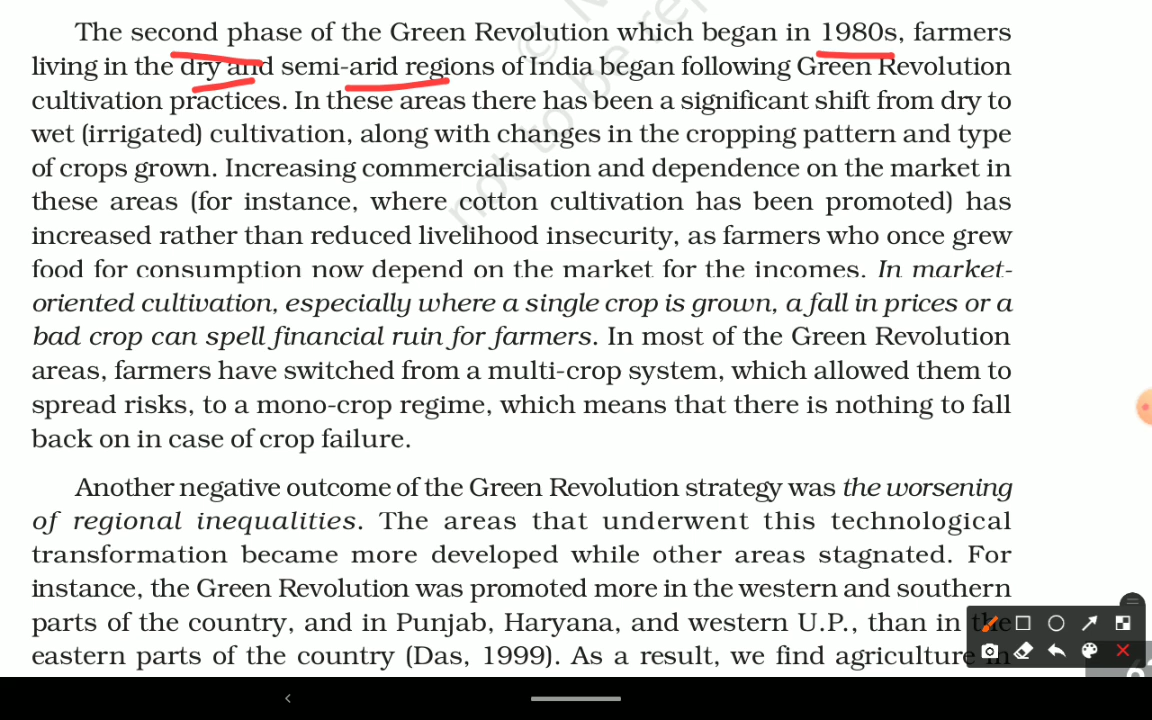 The second phase of the Green Revolution which began in 1980s, farmers
living in the dry and semi-arid regions of India began following Green Revolution
cultivation practices. In these areas there has been a significant shift from dry to
wet (irrigated) cultivation, along with changes in the cropping pattern and type
of crops grown. Increasing commercialisation and dependence on the market in
these areas (for instance, where cotton cultivation has been promoted) has
increased rather than reduced livelihood insecurity, as farmers who once grew
food for consumption now depend on the market for the incomes. In market-
oriented cultivation, especially where a single crop is grown, a fall in prices or a
bad crop can spell financial ruin for farmers. In most of the Green Revolution
areas, farmers have switched from a multi-crop system, which allowed them to
spread risks, to a mono-crop regime, which means that there is nothing to fall
back on in case of crop failure.
Another negative outcome of the Green Revolution strategy was the worsening
of regional inequalities. The areas that underwent this technological
transformation became more developed while other areas stagnated. For
instance, the Green Revolution was promoted more in the western and southern
parts of the country, and in Punjab, Haryana, and western U.P., than in the
eastern parts of the country (Das, 1999). As a result, we find agriculture in
© N
not to be re